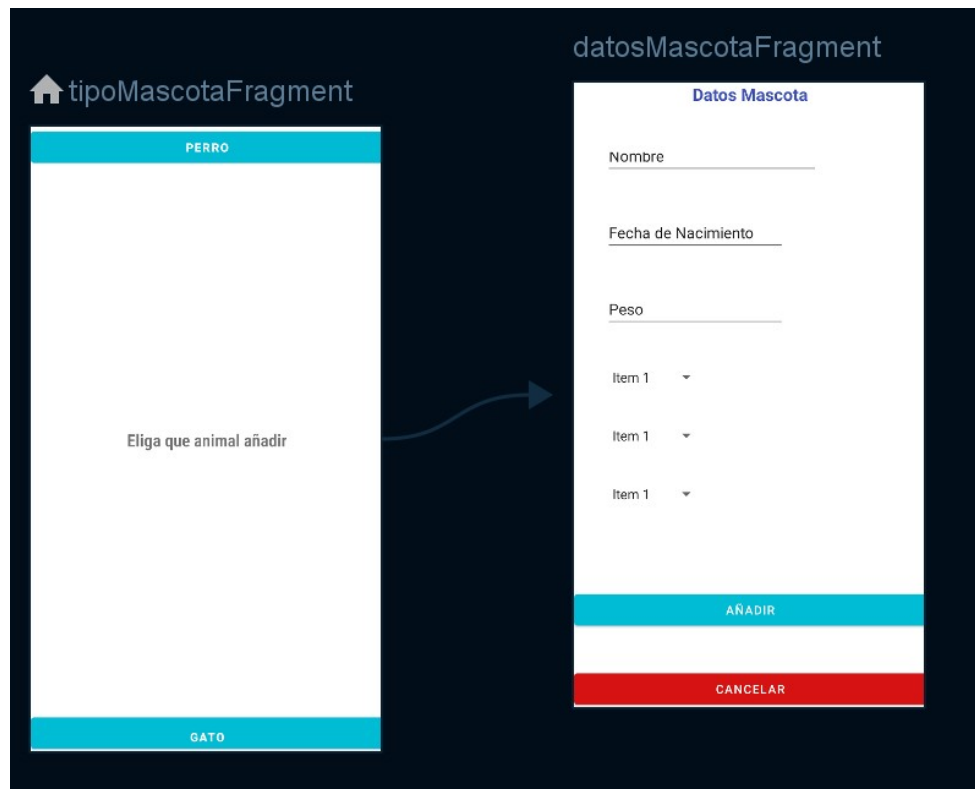 tipoMascotaFragment
PERRO
Eliga que animal añadir
GATO
datosMascotaFragment
Datos Mascota
Nombre
Fecha de Nacimiento
Peso
Item 1
Item 1
Item 1
AÑADIR
CANCELAR